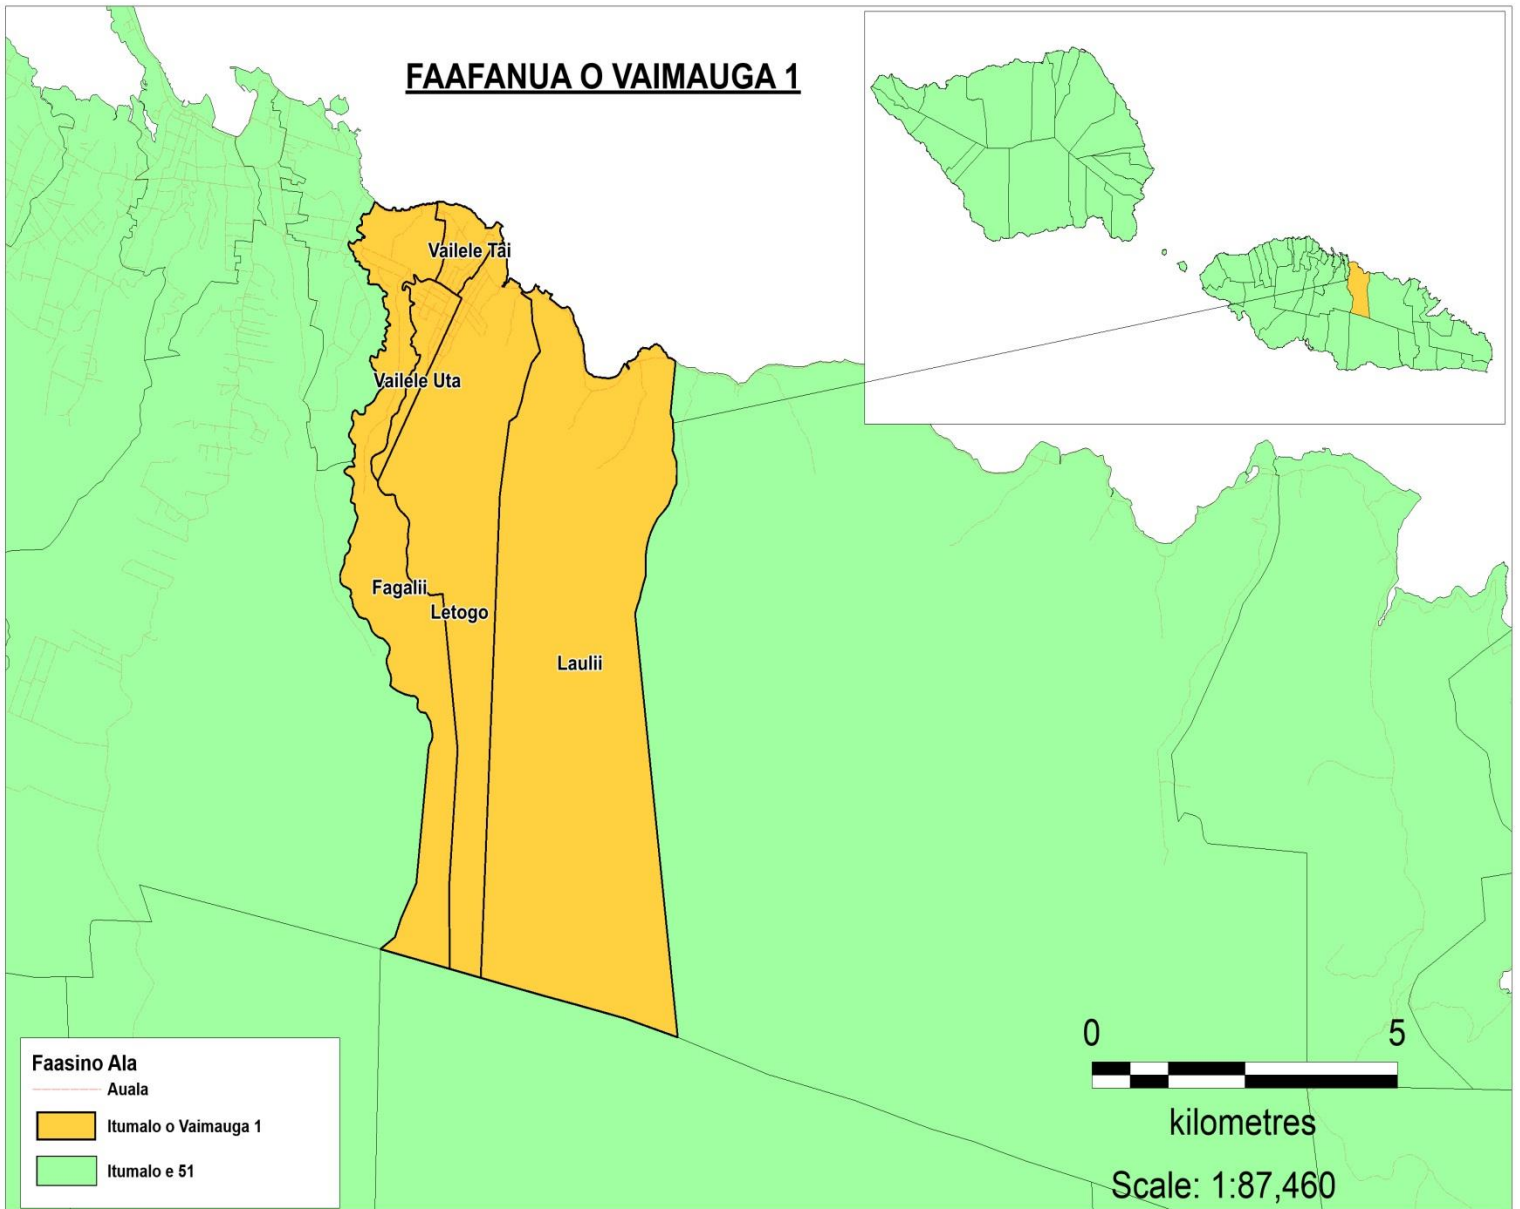 FAAFANUA O VAIMAUGA 1
Vailele Tai
Vailele Uta
Fagalii
Letogo
Laulii
Faasino Ala
Auala
Itumalo o Vaimauga 1
Itumalo e 51
0 5
kilometres
Scale: 1:87,460